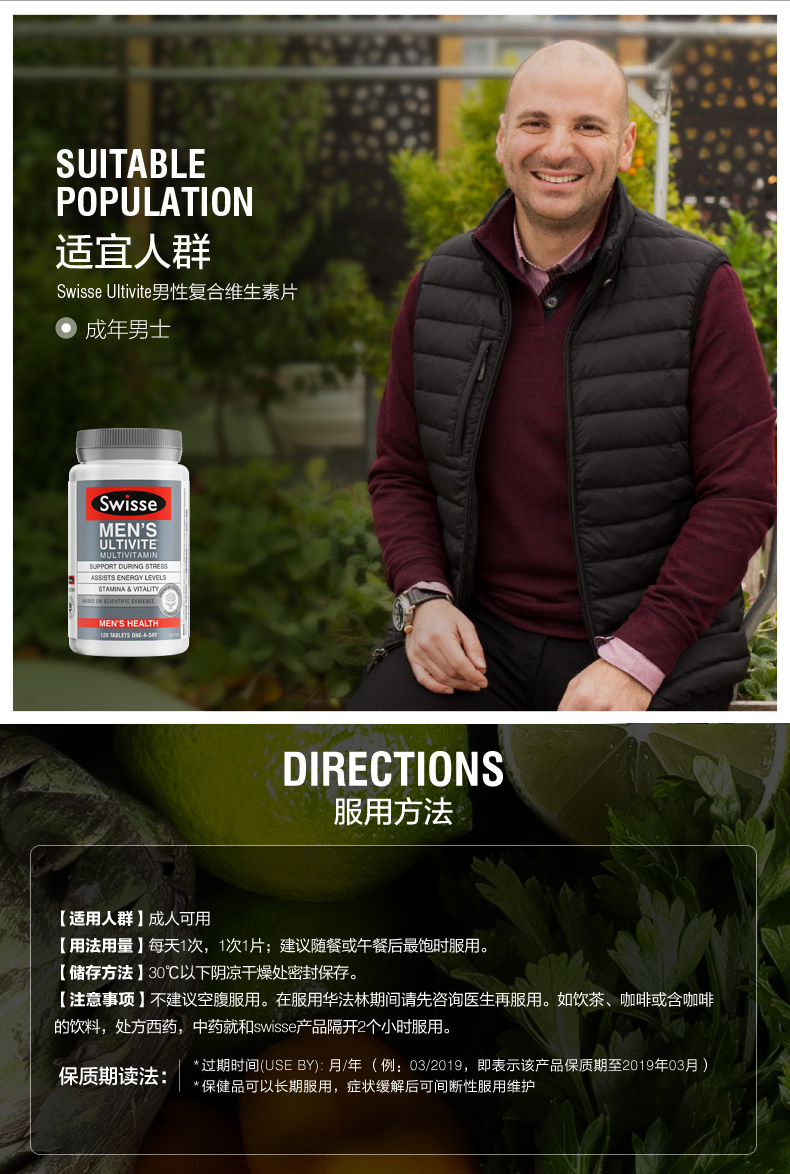 SUITABLE
POPULATION
适宜人群
Swisse Ultivite男性复合维生素片
成年男士
Swisse
MEN'S
ULTIVITE
MULTIVITAMIN
SUPPORT DURING STRESS
ASSISTS ENERGY LEVELS
STAMINA & VITALITY
BASED ON SCIENTIFIC EVIDENCE
MEN'S HEALTH
120 TABLETS ONE-A-DAY
DIRECTIONS
服用方法
【适用人群】成人可用
【用法用量】每天1次，1次1片；建议随餐或午餐后最饱时服用。
【储存方法】30℃以下阴凉干燥处密封保存。
【注意事项】不建议空腹服用。在服用华法林期间请先咨询医生再服用。如饮茶、咖啡或含咖啡
的饮料，处方西药，中药就和swisse产品隔开2个小时服用。
保质期读法：
*过期时间(USE BY): 月/年（例：03/2019，即表示该产品保质期至2019年03月）
*保健品可以长期服用，症状缓解后可间断性服用维护